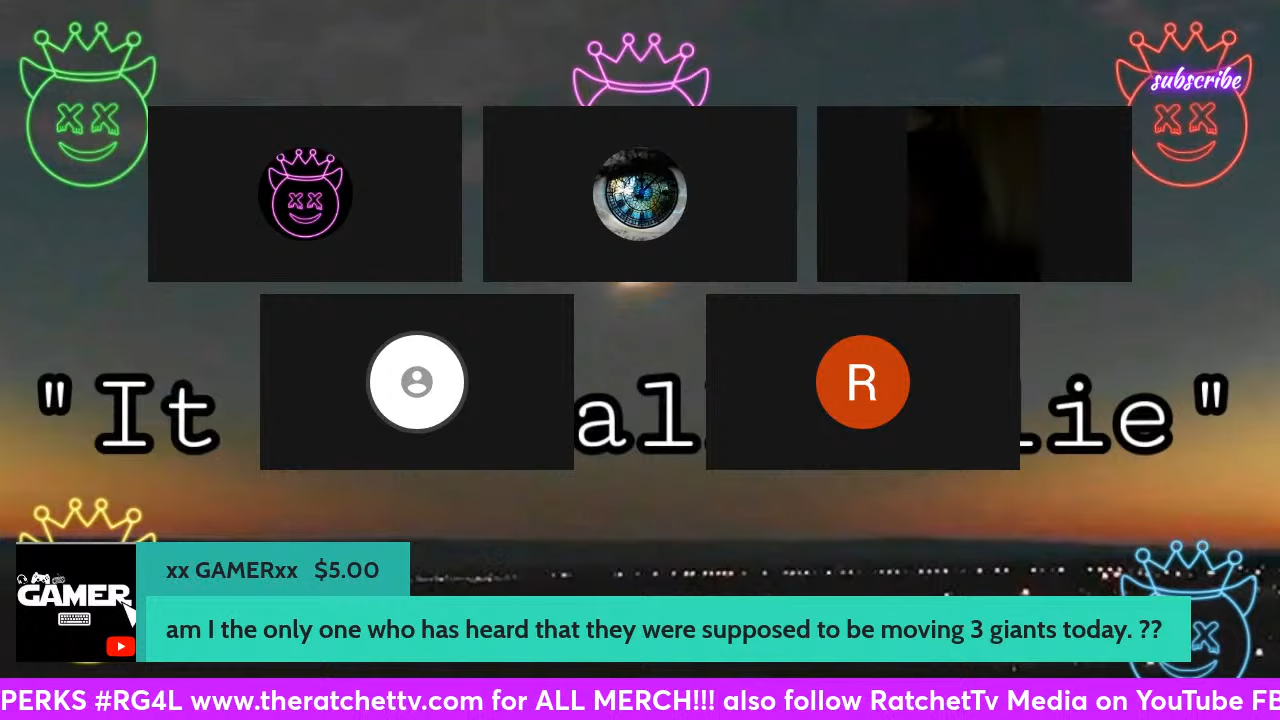 subscribe
R
"It al ie"
GAMER
xx GAMERxx $5.00
am I the only one who has heard that they were supposed to be moving 3 giants today. ??
PERKS #RG4L www.theratchettv.com for ALL MERCH!!! also follow RatchetTv Media on YouTube FB